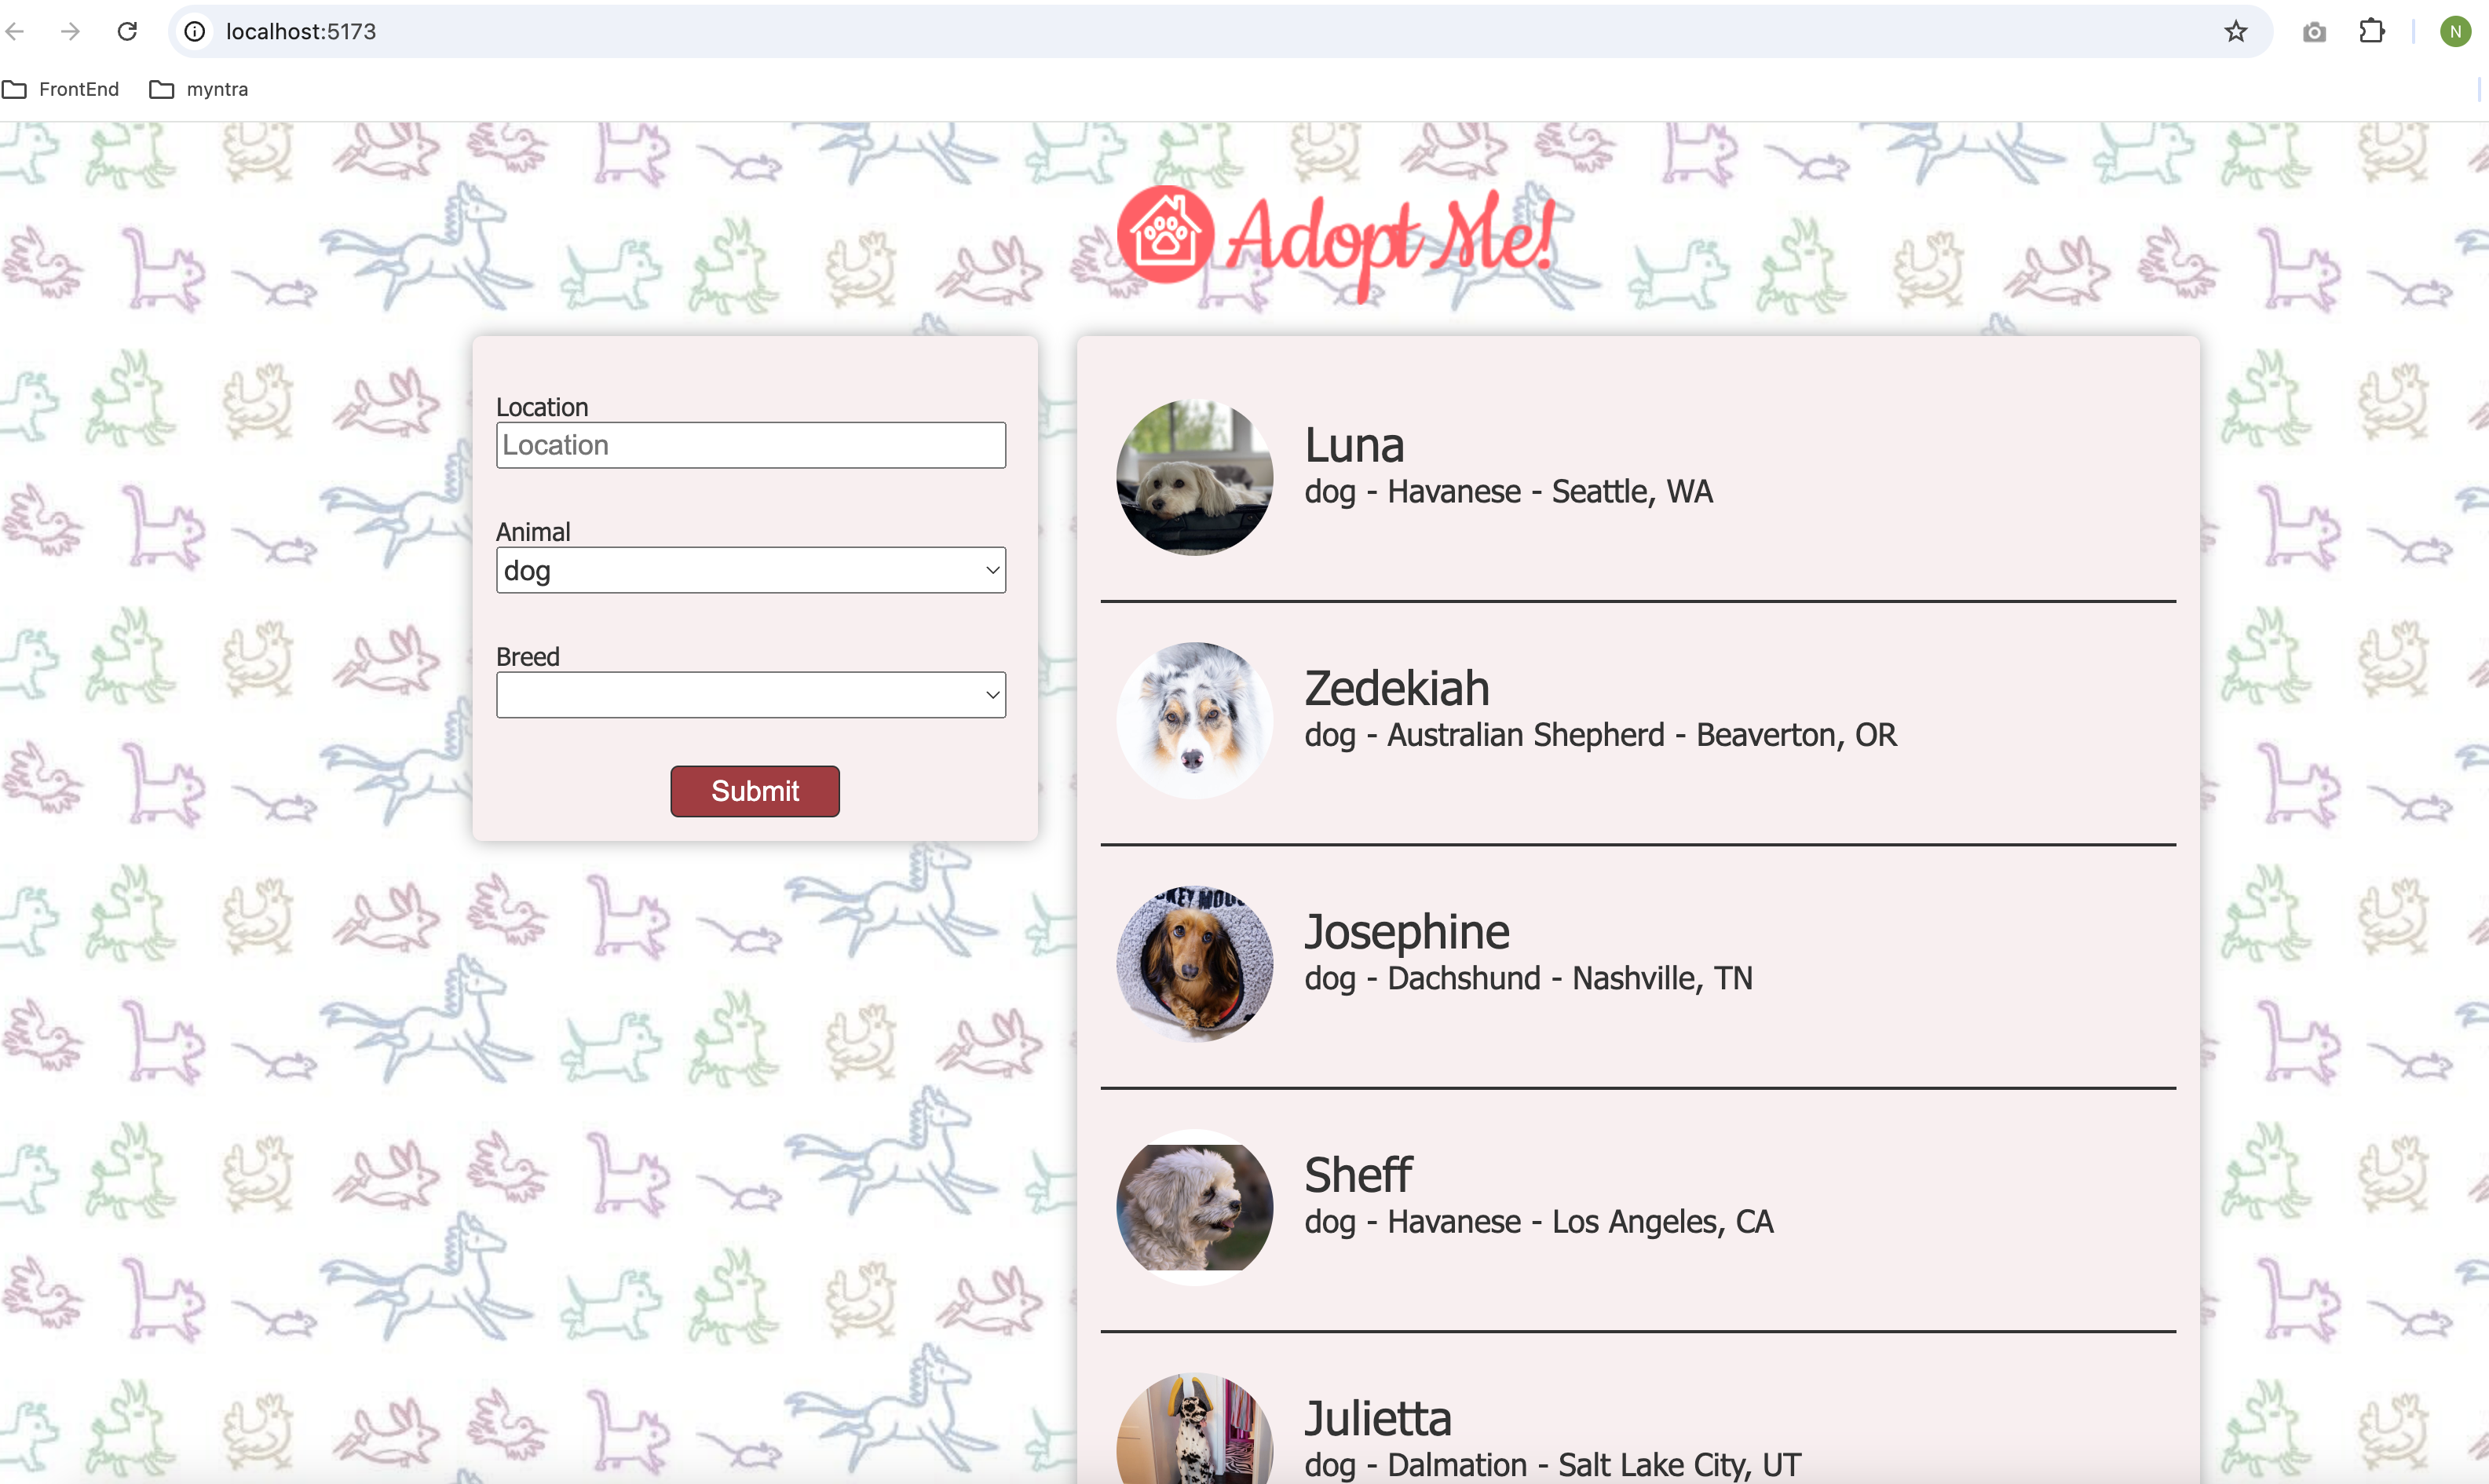 localhost:5173
N
FrontEnd
myntra
Adopt Me!
Location
Location
Animal
dog
Breed
Submit
Luna
dog - Havanese - Seattle, WA
Zedekiah
dog - Australian Shepherd - Beaverton, OR
Josephine
dog - Dachshund - Nashville, TN
Sheff
dog - Havanese - Los Angeles, CA
Julietta
dog - Dalmation - Salt Lake City, UT